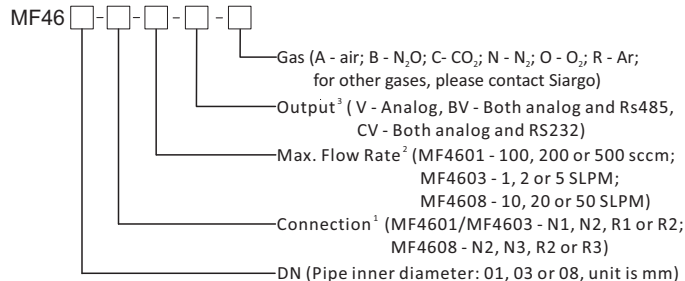 MF46 □-□-□-□-□
Gas (A - air; B - N₂O; C- CO₂; N - N₂; O - O₂; R - Ar;
for other gases, please contact Siargo)
Output³ ( V - Analog, BV - Both analog and Rs485,
CV - Both analog and RS232)
Max. Flow Rate² (MF4601 - 100, 200 or 500 sccm;
MF4603 - 1, 2 or 5 SLPM;
MF4608 - 10, 20 or 50 SLPM)
Connection¹ (MF4601/MF4603 - N1, N2, R1 or R2;
MF4608 - N2, N3, R2 or R3)
DN (Pipe inner diameter: 01, 03 or 08, unit is mm)